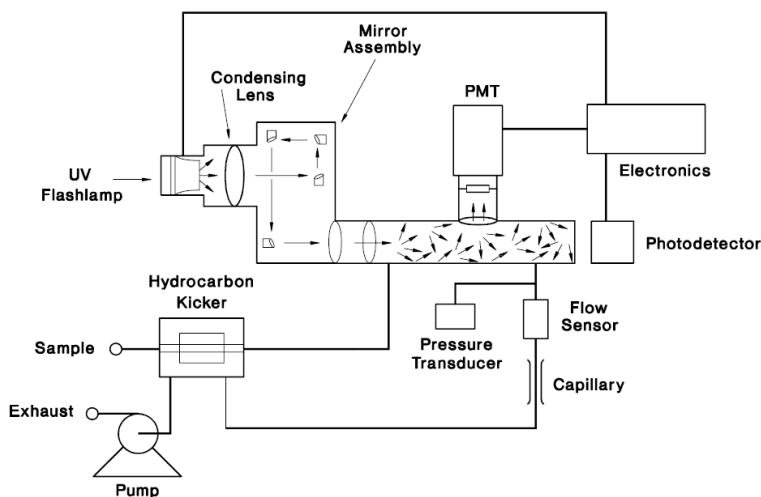 Mirror
Assembly
Condensing
Lens
PMT
UV
Flashlamp
Electronics
Photodetector
Hydrocarbon
Kicker
Flow
Sensor
Sample
Pressure
Transducer
Capillary
Exhaust
Pump